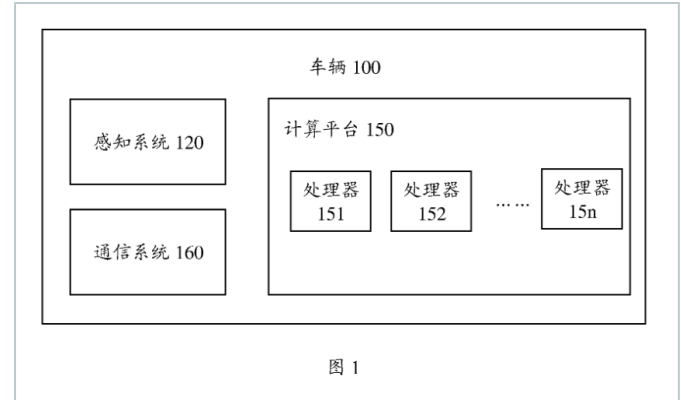 车辆 100
感知系统 120
计算平台 150
处理器
151
处理器
152
……
处理器
15n
通信系统 160
图 1